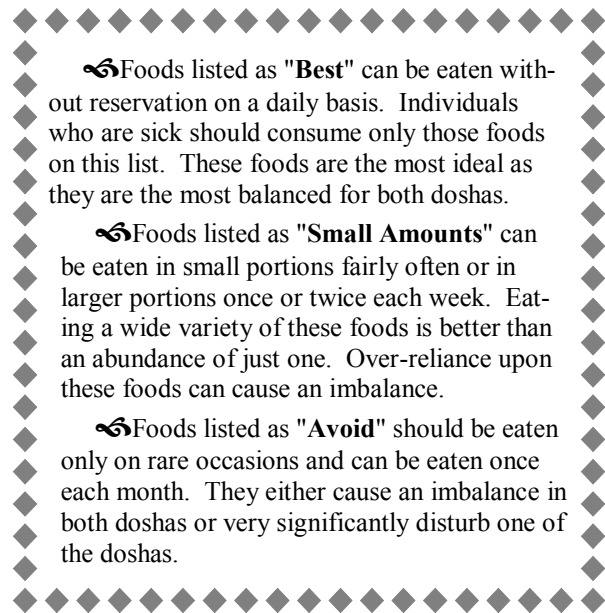 Foods listed as "Best" can be eaten with-
out reservation on a daily basis.  Individuals
who are sick should consume only those foods
on this list.  These foods are the most ideal as
they are the most balanced for both doshas.
Foods listed as "Small Amounts" can
be eaten in small portions fairly often or in
larger portions once or twice each week.  Eat-
ing a wide variety of these foods is better than
an abundance of just one.  Over-reliance upon
these foods can cause an imbalance.
Foods listed as "Avoid" should be eaten
only on rare occasions and can be eaten once
each month.  They either cause an imbalance in
both doshas or very significantly disturb one of
the doshas.